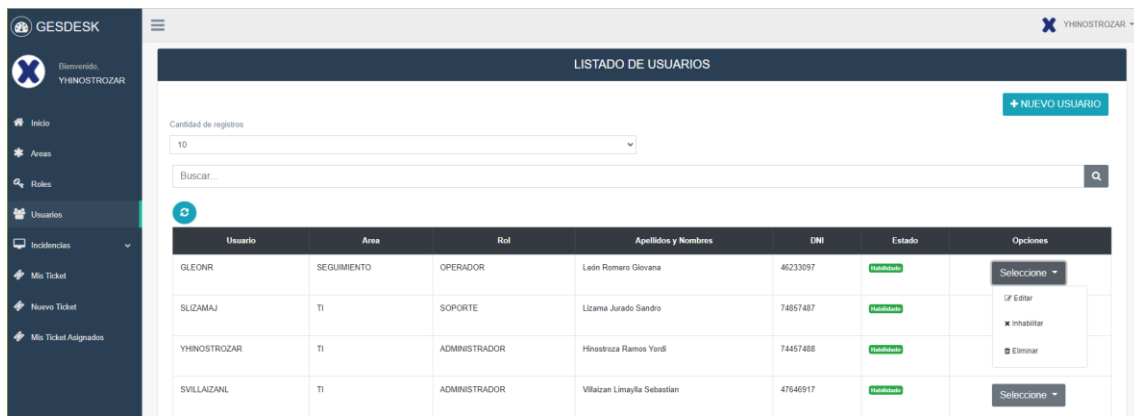 GESDESK
YHINOSTROZAR
Bienvenido,
YHINOSTROZAR
Inicio
Areas
Roles
Usuarios
Incidencias
Mis Ticket
Nuevo Ticket
Mis Ticket Asignados
LISTADO DE USUARIOS
+ NUEVO USUARIO
Cantidad de registros
10
Buscar...
Usuario Area Rol Apellidos y Nombres DNI Estado Opciones
GLEONR SEGUIMIENTO OPERADOR León Romero Giovana 46233097 Habilitado Seleccione
Editar
Inhabilitar
Eliminar
SLIZAMAJ TI SOPORTE Lizama Jurado Sandro 74857487 Habilitado
YHINOSTROZAR TI ADMINISTRADOR Hinostroza Ramos Yordi 74457488 Habilitado
SVILLAIZANL TI ADMINISTRADOR Villaizan Limaylla Sebastian 47646917 Habilitado Seleccione